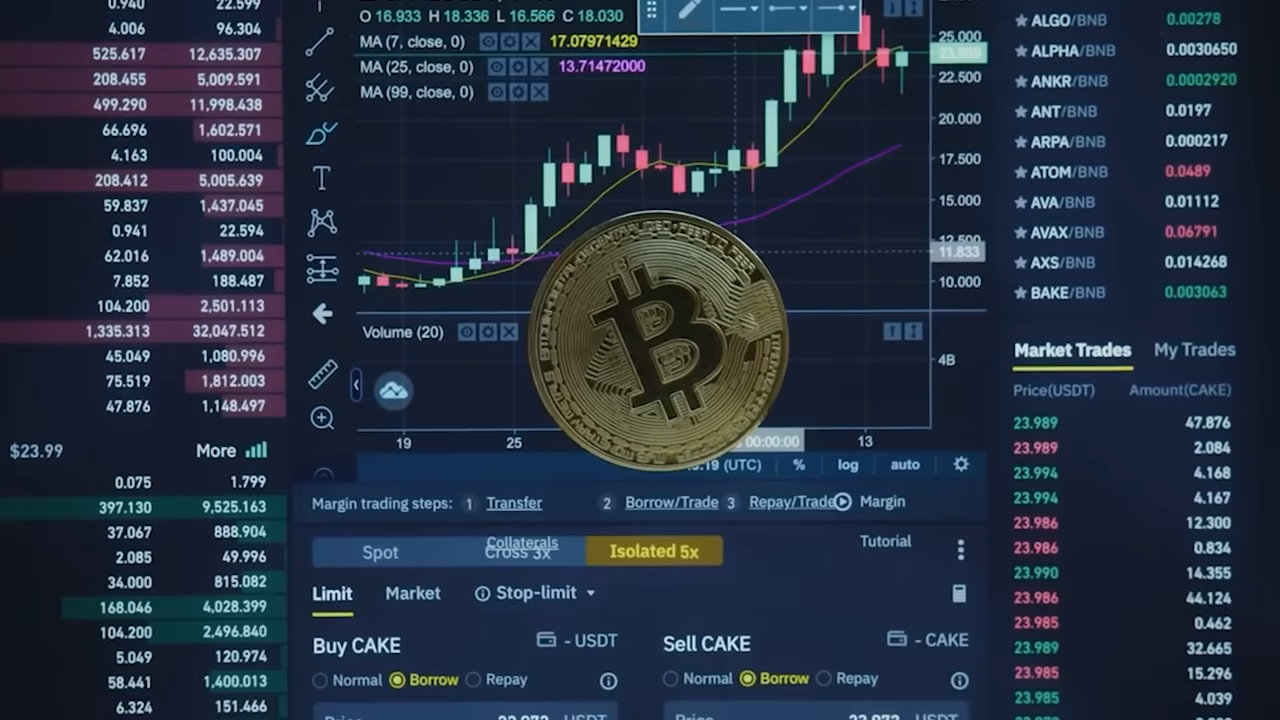 0.940 22.599
4.006 96.304
525.617 12,635.307
208.455 5,009.591
499.290 11,998.438
66.696 1,602.571
4.163 100.004
208.412 5,005.639
59.837 1,437.045
0.941 22.594
62.016 1,489.004
7.852 188.487
104.200 2,501.113
1,335.313 32,047.512
45.049 1,080.996
75.519 1,812.003
47.876 1,148.497
$23.99 More
0.075 1.799
397.130 9,525.163
37.067 888.904
2.085 49.996
34.000 815.082
168.046 4,028.399
104.200 2,496.840
5.049 120.974
58.441 1,400.013
6.324 151.466
O 16.933 H 18.336 L 16.566 C 18.030
MA (7, close, 0) 17.07971429
MA (25, close, 0) 13.71472000
MA (99, close, 0)
25.000
22.500
20.000
17.500
15.000
12.500
11.833
10.000
Volume (20)
4B
B
19 25 00:00:00 13
19 (UTC) % log auto
Margin trading steps: 1 Transfer 2 Borrow/Trade 3 Repay/Trade Margin
Collaterals Tutorial
Spot Cross 3x Isolated 5x
Limit Market Stop-limit
Buy CAKE - USDT
Normal Borrow Repay
Price 23.973 USDT
Sell CAKE - CAKE
Normal Borrow Repay
Price 23.973 USDT
ALGO/BNB 0.00278
ALPHA/BNB 0.0030650
ANKR/BNB 0.0002920
ANT/BNB 0.0197
ARPA/BNB 0.000217
ATOM/BNB 0.0489
AVA/BNB 0.01112
AVAX/BNB 0.06791
AXS/BNB 0.014268
BAKE/BNB 0.003063
Market Trades My Trades
Price(USDT) Amount(CAKE)
23.989 47.876
23.989 2.084
23.994 4.168
23.994 4.167
23.986 12.300
23.986 0.834
23.990 14.355
23.986 44.124
23.985 0.462
23.989 32.665
23.985 15.296
23.985 4.039